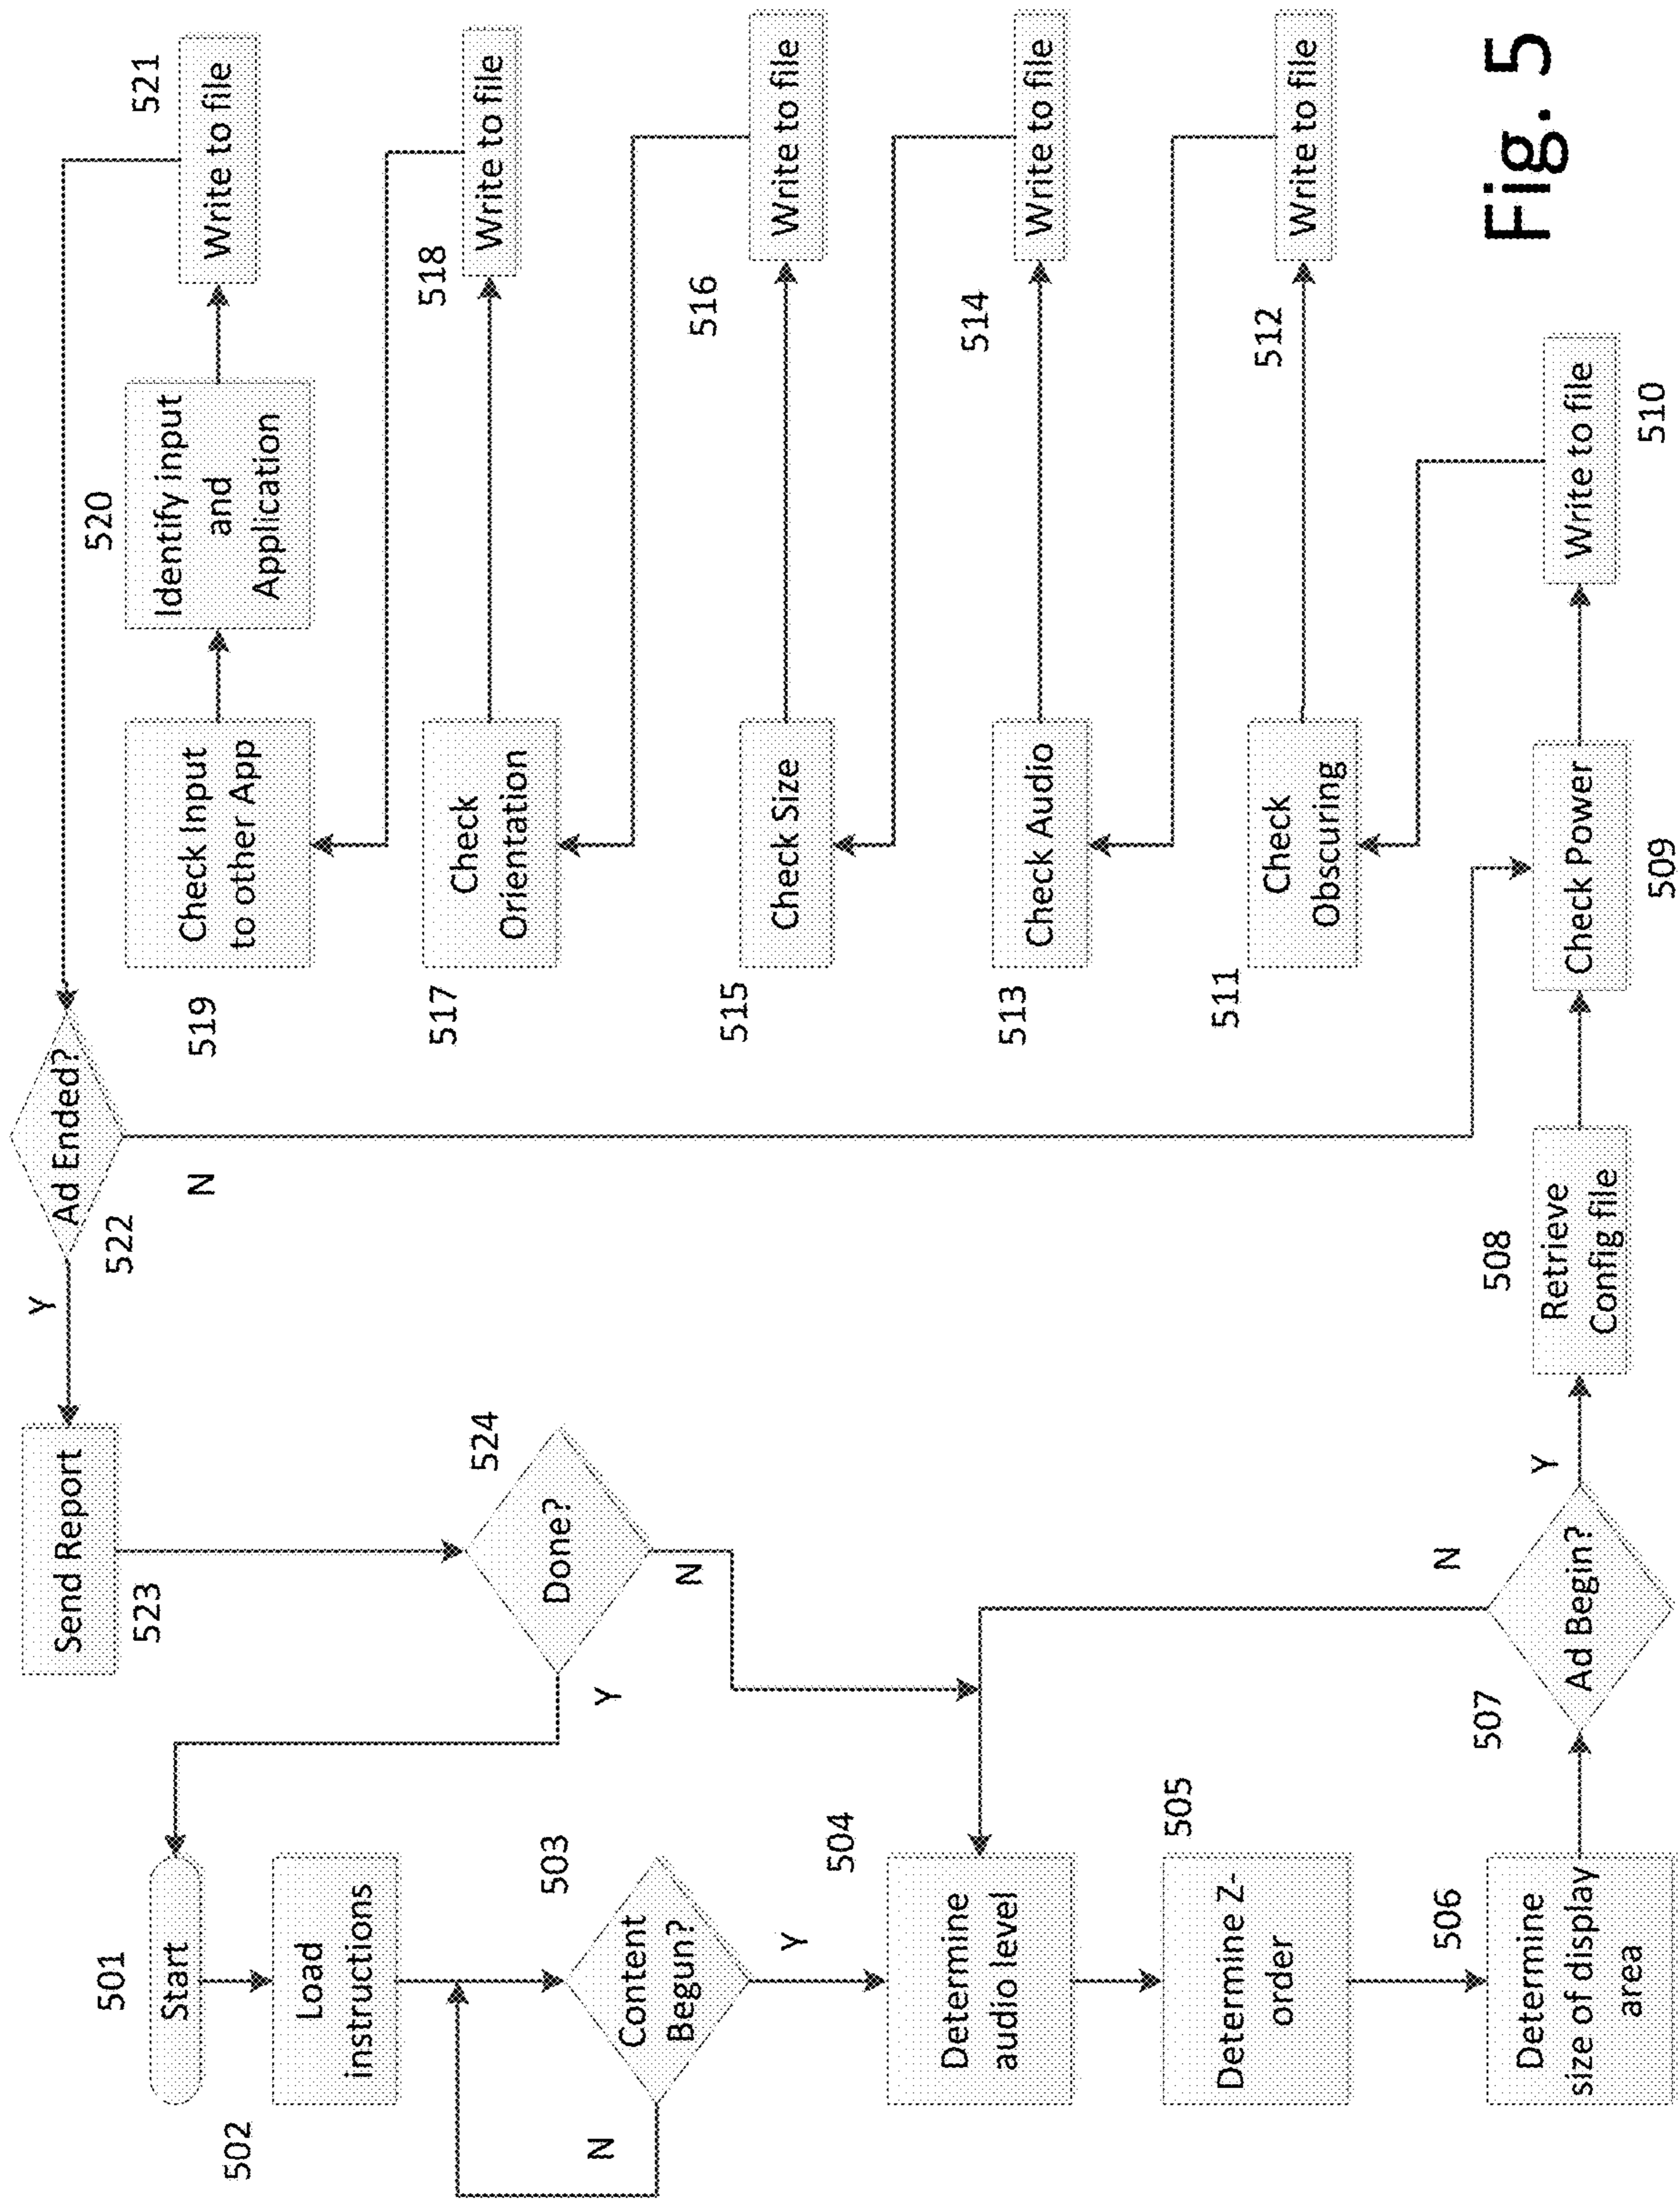 501
Start
502
Load
instructions
503
Content
Begun?
N
Y
504
Determine
audio level
505
Determine Z-
order
506
Determine
size of display
area
507
Ad Begin?
N
Y
508
Retrieve
Config file
Check Power
509
Write to file
510
511
Check
Obscuring
512
Write to file
513
Check Audio
514
Write to file
515
Check Size
516
Write to file
517
Check
Orientation
518
Write to file
519
Check Input
to other App
520
Identify input
and
Application
521
Write to file
Ad Ended?
522
N
Y
Send Report
523
524
Done?
N
Y
Fig. 5